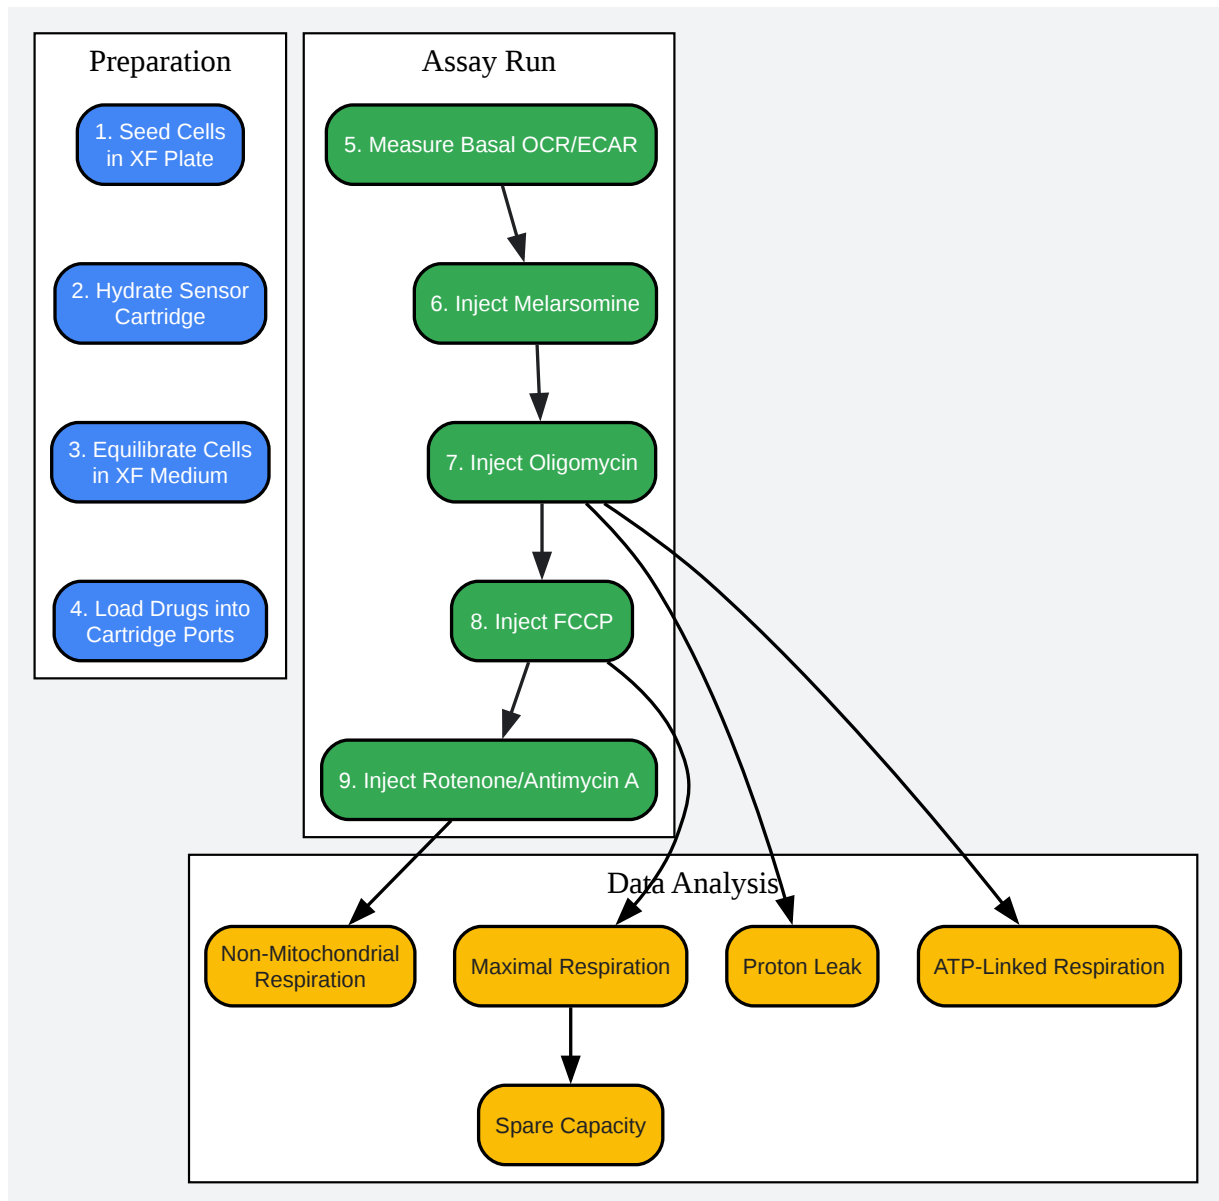 Preparation
1. Seed Cells
in XF Plate
2. Hydrate Sensor
Cartridge
3. Equilibrate Cells
in XF Medium
4. Load Drugs into
Cartridge Ports
Assay Run
5. Measure Basal OCR/ECAR
6. Inject Melarsomine
7. Inject Oligomycin
8. Inject FCCP
9. Inject Rotenone/Antimycin A
Data Analysis
Non-Mitochondrial
Respiration
Maximal Respiration
Proton Leak
ATP-Linked Respiration
Spare Capacity